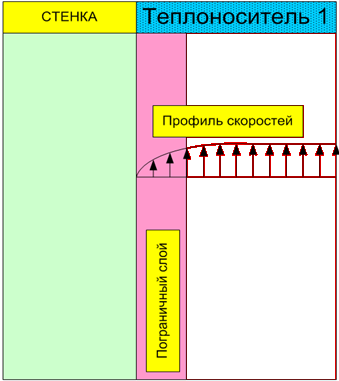 СТЕНКА
Теплоноситель 1
Профиль скоростей
Пограничный слой